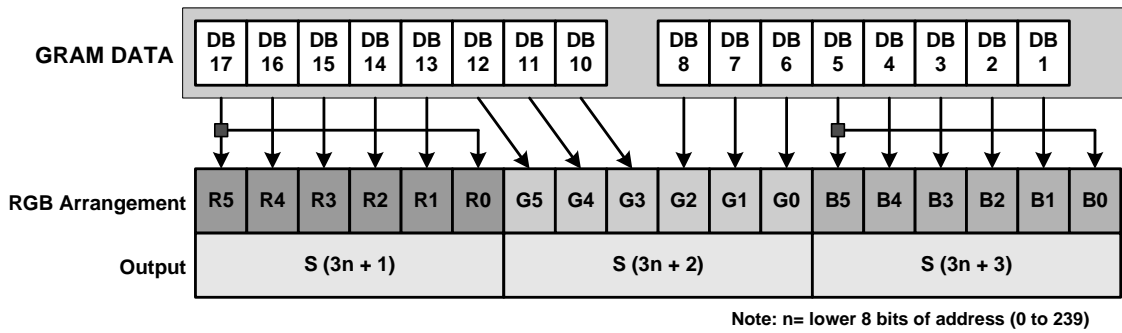 GRAM DATA
DB 17 DB 16 DB 15 DB 14 DB 13 DB 12 DB 11 DB 10 DB 8 DB 7 DB 6 DB 5 DB 4 DB 3 DB 2 DB 1
RGB Arrangement R5 R4 R3 R2 R1 R0 G5 G4 G3 G2 G1 G0 B5 B4 B3 B2 B1 B0
Output S (3n + 1) S (3n + 2) S (3n + 3)
Note: n= lower 8 bits of address (0 to 239)